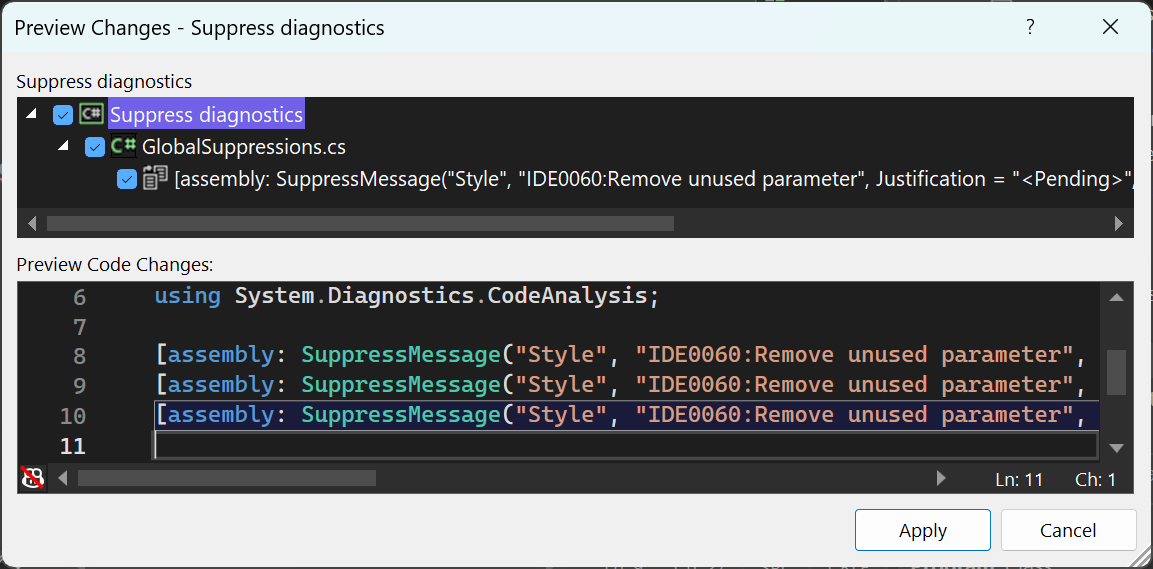 Preview Changes - Suppress diagnostics ?
Suppress diagnostics
C# Suppress diagnostics
C# GlobalSuppressions.cs
[assembly: SuppressMessage("Style", "IDE0060:Remove unused parameter", Justification = "<Pending>",
Preview Code Changes:
6 using System.Diagnostics.CodeAnalysis;
7
8 [assembly: SuppressMessage("Style", "IDE0060:Remove unused parameter",
9 [assembly: SuppressMessage("Style", "IDE0060:Remove unused parameter",
10 [assembly: SuppressMessage("Style", "IDE0060:Remove unused parameter",
11
Ln: 11 Ch: 1
Apply Cancel